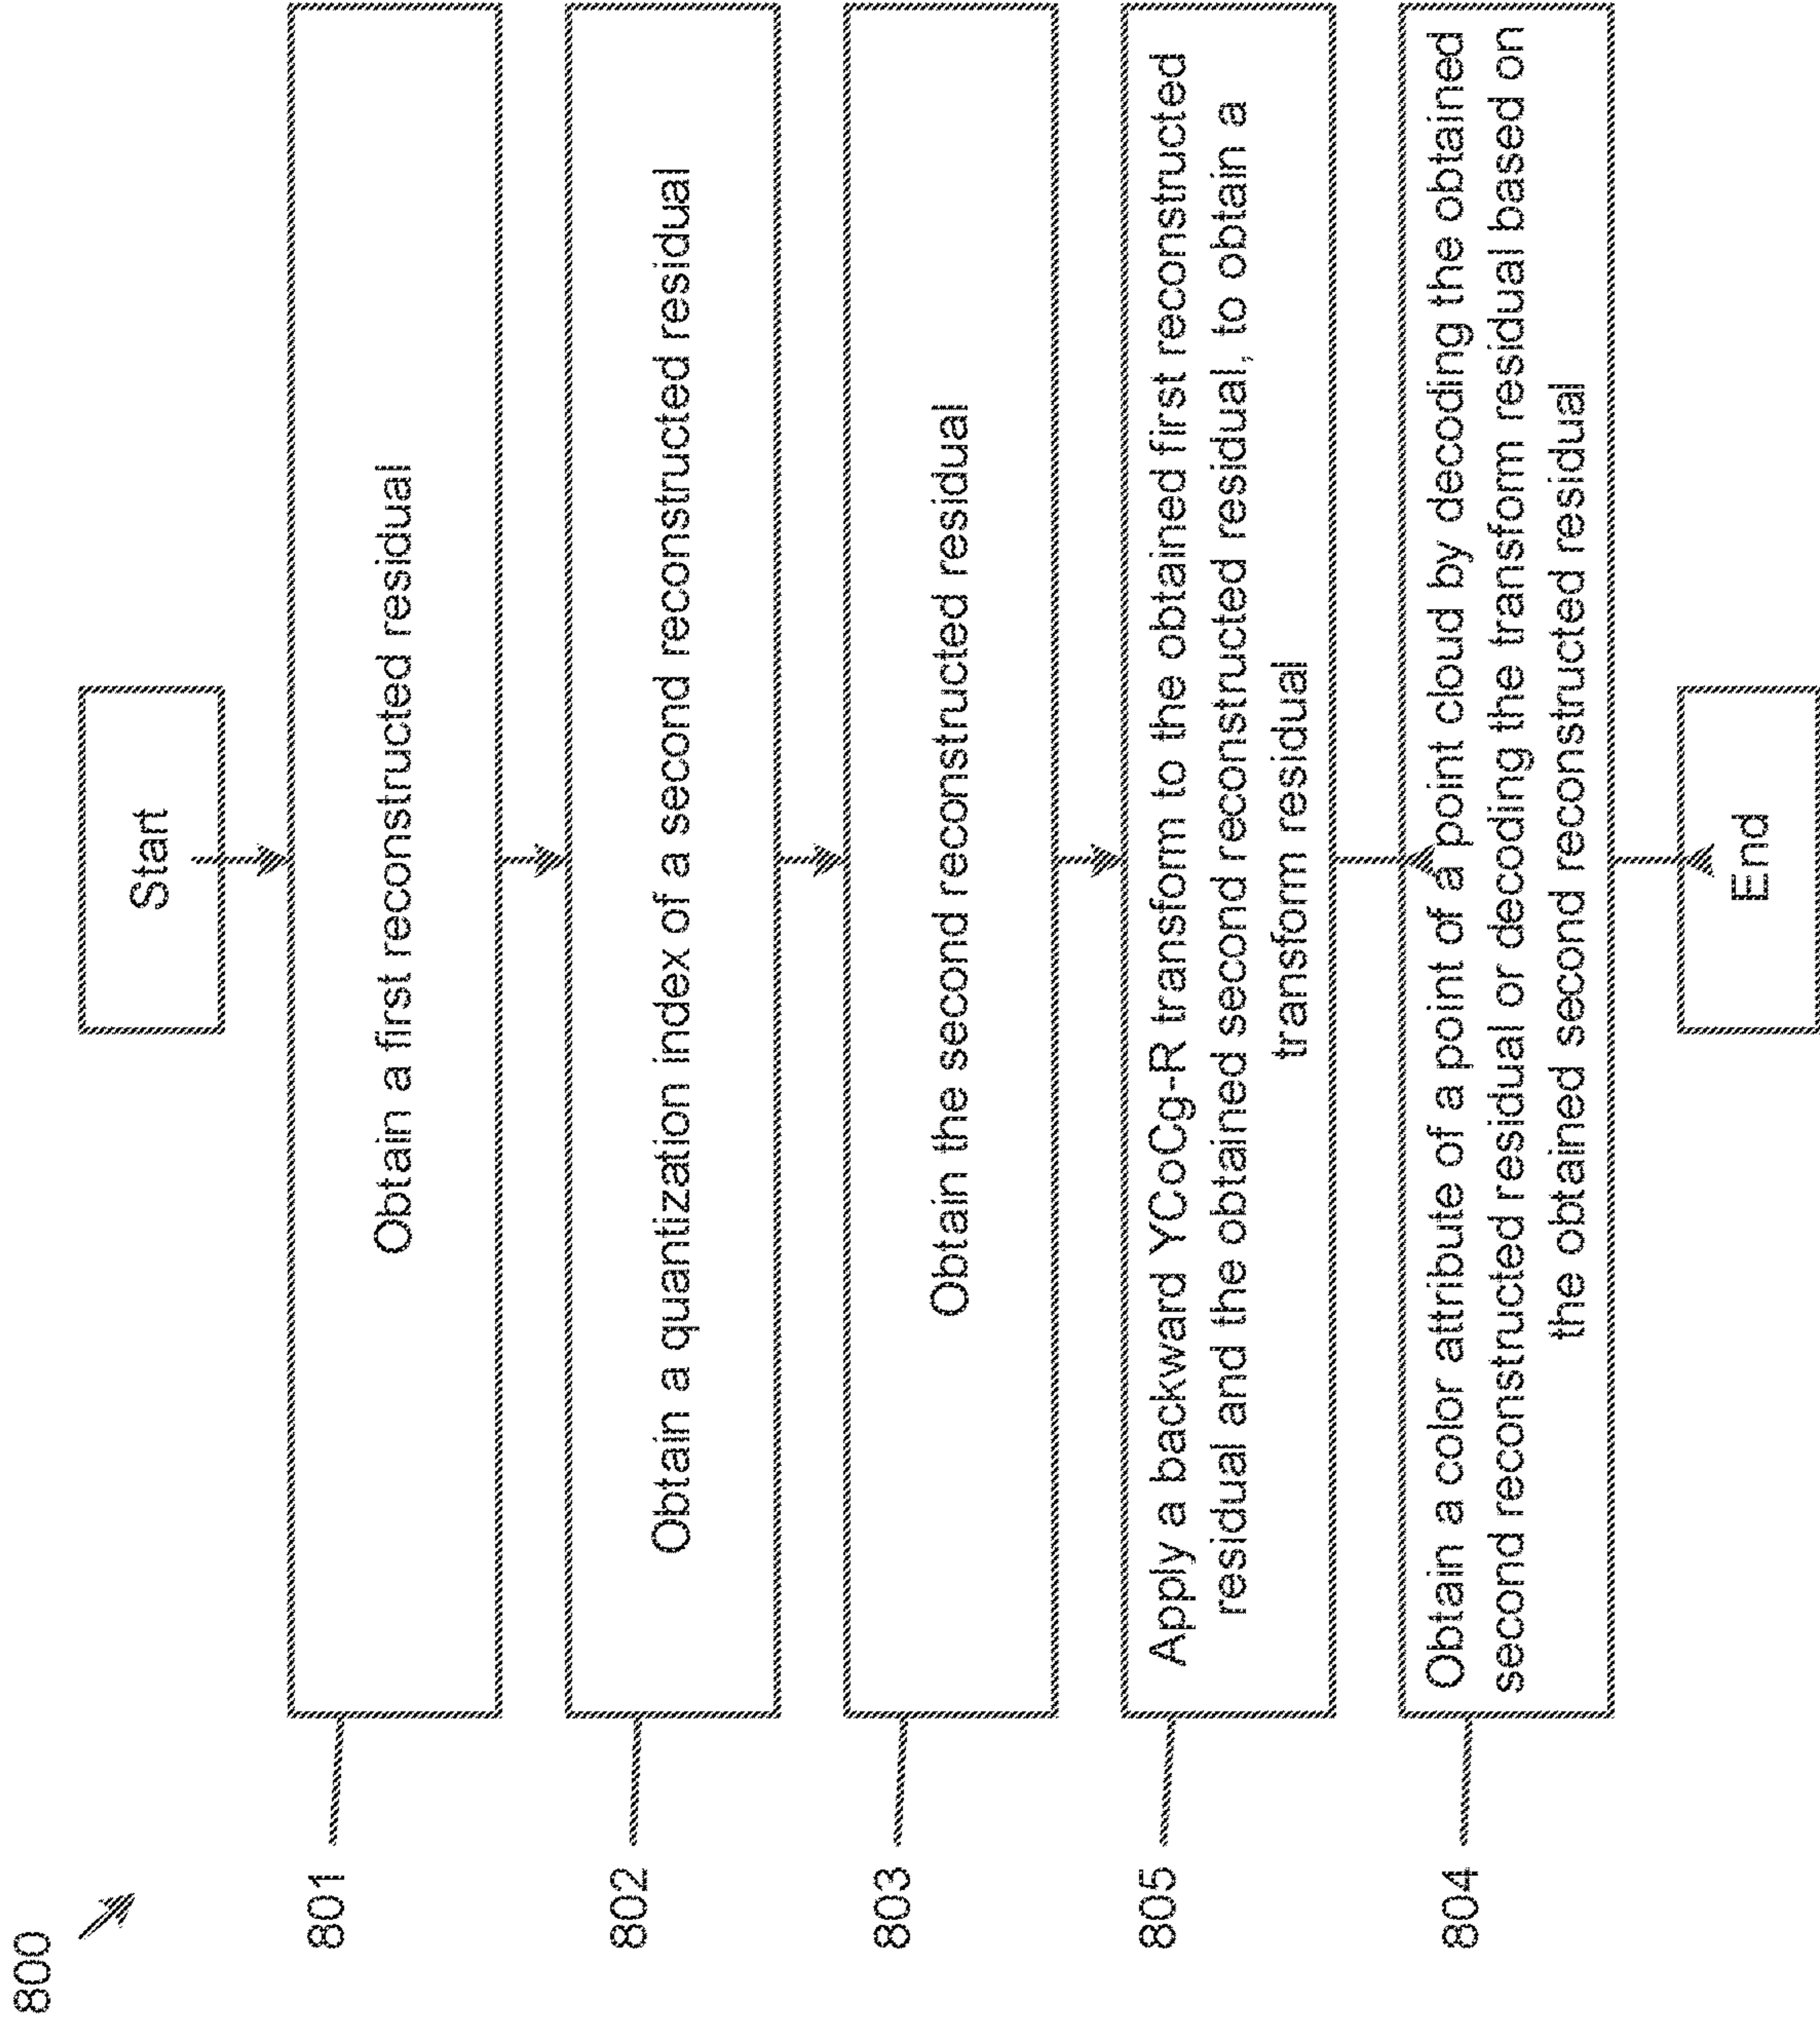 800
Start
801
Obtain a first reconstructed residual
802
Obtain a quantization index of a second reconstructed residual
803
Obtain the second reconstructed residual
805
Apply a backward YCoCg-R transform to the obtained first reconstructed
residual and the obtained second reconstructed residual, to obtain a
transform residual
804
Obtain a color attribute of a point of a point cloud by decoding the obtained
second reconstructed residual or decoding the transform residual based on
the obtained second reconstructed residual
End